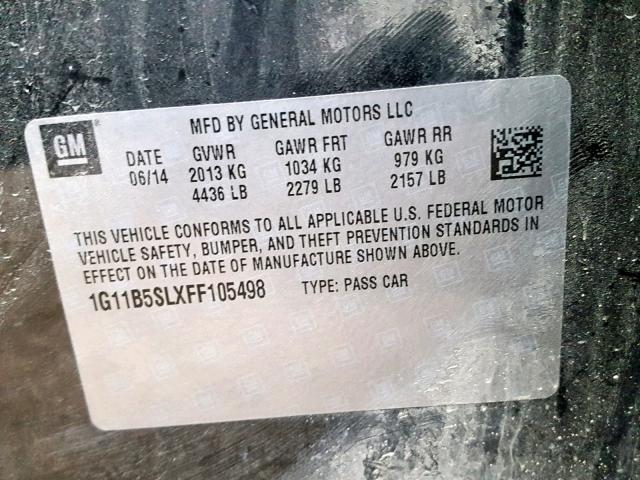 MFD BY GENERAL MOTORS LLC
GM
DATE GVWR GAWR FRT GAWR RR
06/14 2013 KG 1034 KG 979 KG
4436 LB 2279 LB 2157 LB
THIS VEHICLE CONFORMS TO ALL APPLICABLE U.S. FEDERAL MOTOR
VEHICLE SAFETY, BUMPER, AND THEFT PREVENTION STANDARDS IN
EFFECT ON THE DATE OF MANUFACTURE SHOWN ABOVE.
1G11B5SLXFF105498 TYPE: PASS CAR